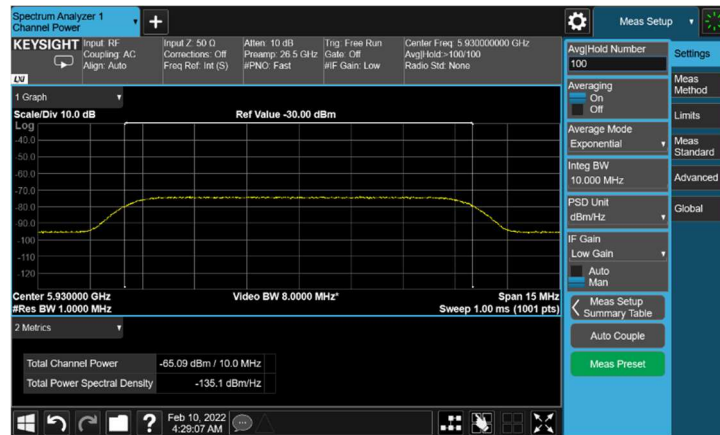 Spectrum Analyzer 1
Channel Power
Meas Setup
KEYSIGHT
Input: RF
Coupling: AC
Align: Auto
Input Z: 50 Ω
Corrections: Off
Freq Ref: Int (S)
Atten: 10 dB
Preamp: 26.5 GHz
#PNO: Fast
Trig: Free Run
Gate: Off
#IF Gain: Low
Center Freq: 5.930000000 GHz
Avg|Hold:>100/100
Radio Std: None
LXI
1 Graph
Scale/Div 10.0 dB
Ref Value -30.00 dBm
Log
-40.0
-50.0
-60.0
-70.0
-80.0
-90.0
-100
-110
-120
Center 5.930000 GHz
Video BW 8.0000 MHz*
Span 15 MHz
#Res BW 1.0000 MHz
Sweep 1.00 ms (1001 pts)
2 Metrics
Total Channel Power
-65.09 dBm / 10.0 MHz
Total Power Spectral Density
-135.1 dBm/Hz
Feb 10, 2022
4:29:07 AM
Avg|Hold Number
100
Averaging
On
Off
Average Mode
Exponential
Integ BW
10.000 MHz
PSD Unit
dBm/Hz
IF Gain
Low Gain
Auto
Man
Meas Setup
Summary Table
Auto Couple
Meas Preset
Settings
Meas
Method
Limits
Meas
Standard
Advanced
Global